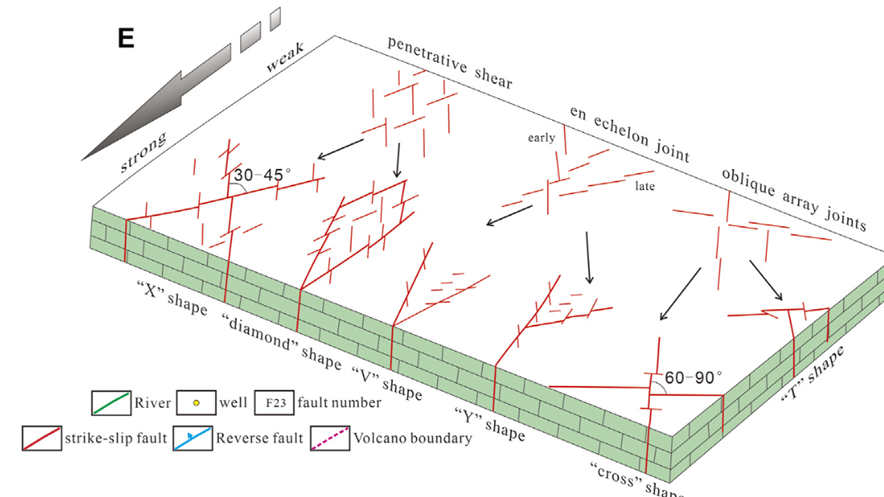 E
weak
strong
penetrative shear
en echelon joint
oblique array joints
early
late
30-45°
60-90°
"X" shape
"diamond" shape
"V" shape
"Y" shape
"cross" shape
"T" shape
River
well
F23 fault number
strike-slip fault
Reverse fault
Volcano boundary